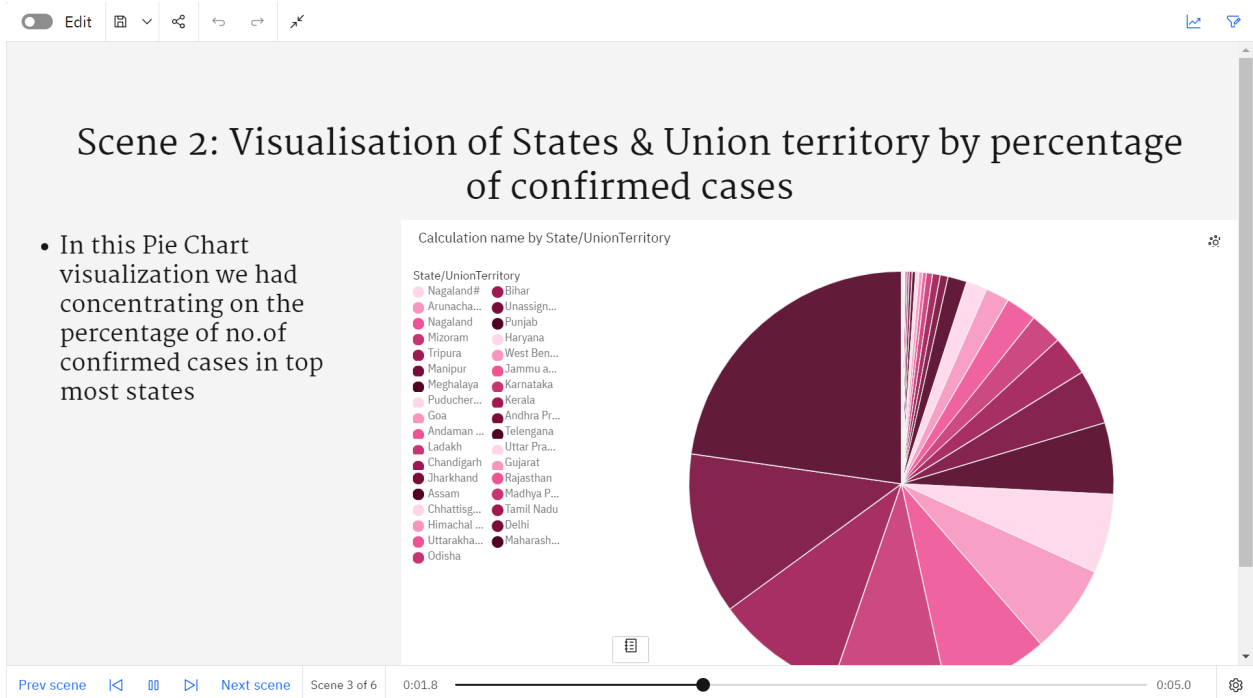 Edit
Scene 2: Visualisation of States & Union territory by percentage
of confirmed cases
• In this Pie Chart
visualization we had
concentrating on the
percentage of no.of
confirmed cases in top
most states
Calculation name by State/UnionTerritory
State/UnionTerritory
Nagaland#
Arunacha...
Nagaland
Mizoram
Tripura
Manipur
Meghalaya
Puducher...
Goa
Andaman ...
Ladakh
Chandigarh
Jharkhand
Assam
Chhattisg...
Himachal ...
Uttarakha...
Odisha
Bihar
Unassign...
Punjab
Haryana
West Ben...
Jammu a...
Karnataka
Kerala
Andhra Pr...
Telengana
Uttar Pra...
Gujarat
Rajasthan
Madhya P...
Tamil Nadu
Delhi
Maharash...
Prev scene Next scene Scene 3 of 6 0:01.8 0:05.0